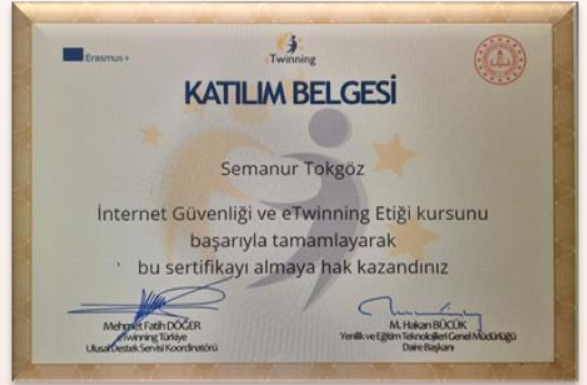 Erasmus+
eTwinning
KATILIM BELGESİ
Semanur Tokgöz
İnternet Güvenliği ve eTwinning Etiği kursunu
başarıyla tamamlayarak
bu sertifikayı almaya hak kazandınız
Mehmet Fatih DÖĞER
eTwinning Türkiye
Ulusal Destek Servisi Koordinatörü
M. Hakan BÜCÜK
Yenilik ve Eğitim Teknolojileri Genel Müdürlüğü
Daire Başkanı